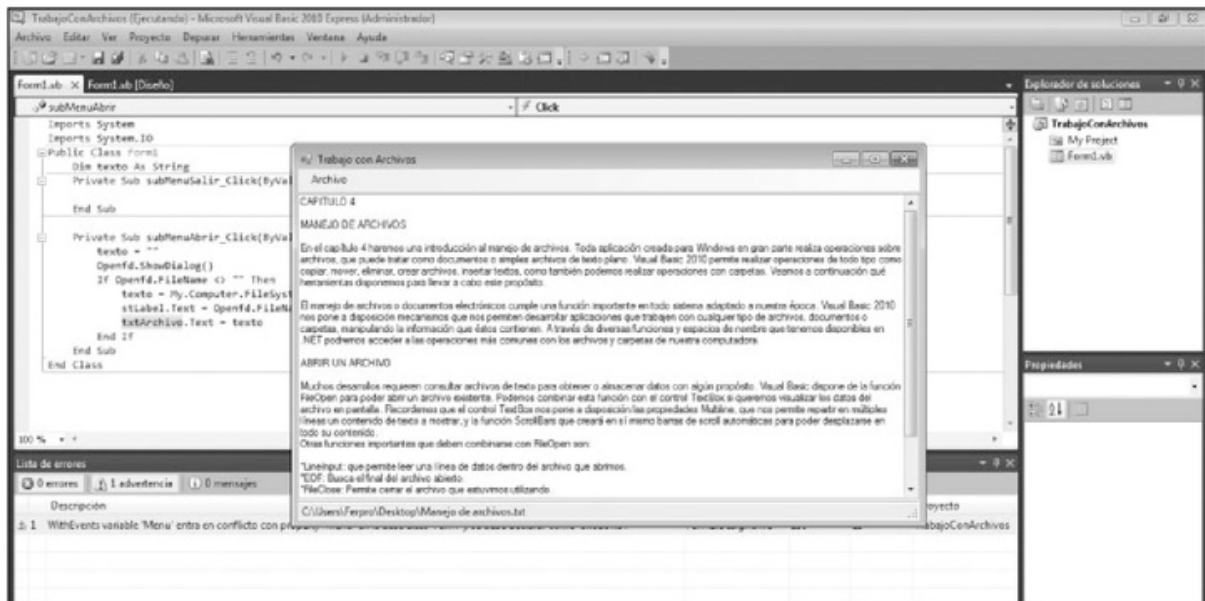 TrabajoConArchivos (Ejecutando) - Microsoft Visual Basic 2010 Express (Administrador)
Archivo Editar Ver Proyecto Depurar Herramientas Ventana Ayuda
Form1.vb Form1.vb [Diseño]
subMenuAbrir
Click
Imports System
Imports System.IO
Public Class Form1
Dim texto As String
Private Sub subMenuSalir_Click(ByVal
End Sub
Private Sub subMenuAbrir_Click(ByVal
texto = ""
Openfd.ShowDialog()
If Openfd.FileName <> "" Then
texto = My.Computer.FileSyst
stLabel.Text = Openfd.FileNa
txtArchivo.Text = texto
End If
End Sub
End Class
100 %
Trabajo con Archivos
Archivo
CAPITULO 4
MANEJO DE ARCHIVOS
En el capítulo 4 haremos una introducción al manejo de archivos. Toda aplicación creada para Windows en gran parte realiza operaciones sobre
archivos, que puede tratar como documentos o simples archivos de texto plano. Visual Basic 2010 permite realizar operaciones de todo tipo como
copiar, mover, eliminar, crear archivos, insertar textos, como también podemos realizar operaciones con carpetas. Veamos a continuación qué
herramientas disponemos para llevar a cabo este propósito.
El manejo de archivos o documentos electrónicos cumple una función importante en todo sistema adaptado a nuestra época. Visual Basic 2010
nos pone a disposición mecanismos que nos permiten desarrollar aplicaciones que trabajen con cualquier tipo de archivos, documentos o
carpetas, manipulando la información que éstos contienen. A través de diversas funciones y espacios de nombre que tenemos disponibles en
.NET podremos acceder a las operaciones más comunes con los archivos y carpetas de nuestra computadora.
ABRIR UN ARCHIVO
Muchos desarrollos requieren consultar archivos de texto para obtener o almacenar datos con algún propósito. Visual Basic dispone de la función
FileOpen para poder abrir un archivo existente. Podemos combinar esta función con el control TextBox si queremos visualizar los datos del
archivo en pantalla. Recordemos que el control TextBox nos pone a disposición las propiedades Multiline, que nos permite repartir en múltiples
líneas un contenido de texto a mostrar, y la función ScrollBars que creará en sí mismo barras de scroll automáticas para poder desplazarse en
todo su contenido.
Otras funciones importantes que deben combinarse con FileOpen son:
*LineInput: que permite leer una línea de datos dentro del archivo que abrimos.
*EOF: Busca el final del archivo abierto.
*FileClose: Permite cerrar el archivo que estuvimos utilizando.
C:\Users\Ferpro\Desktop\Manejo de archivos.txt
Explorador de soluciones
TrabajoConArchivos
My Project
Form1.vb
Propiedades
Lista de errores
0 errores 1 advertencia 0 mensajes
Descripción
royecto
1 WithEvents variable 'Menu' entra en conflicto con
TrabajoConArchivos